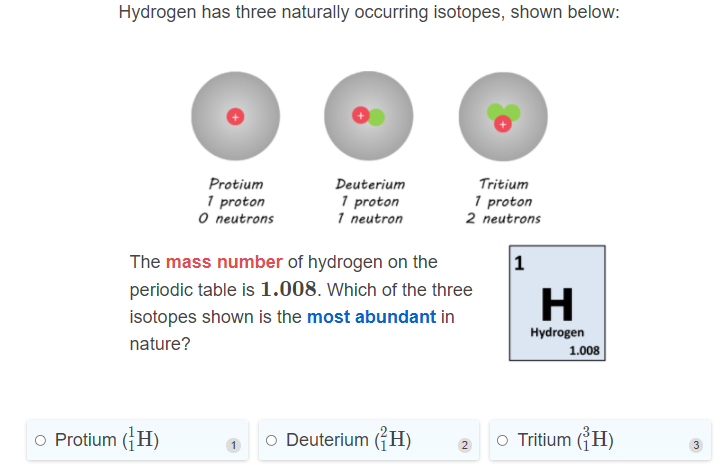 Hydrogen has three naturally occurring isotopes, shown below:
+
+
+
Protium
1 proton
0 neutrons
Deuterium
1 proton
1 neutron
Tritium
1 proton
2 neutrons
The mass number of hydrogen on the
periodic table is 1.008. Which of the three
isotopes shown is the most abundant in
nature?
1
H
Hydrogen
1.008
Protium (¹₁H)
1
Deuterium (²₁H)
2
Tritium (³₁H)
3